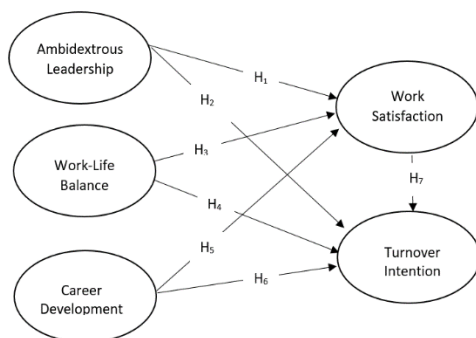 Ambidextrous
Leadership
H₁
H₂
Work
Satisfaction
H₃
Work-Life
Balance
H₇
H₄
H₅
Turnover
Intention
H₆
Career
Development